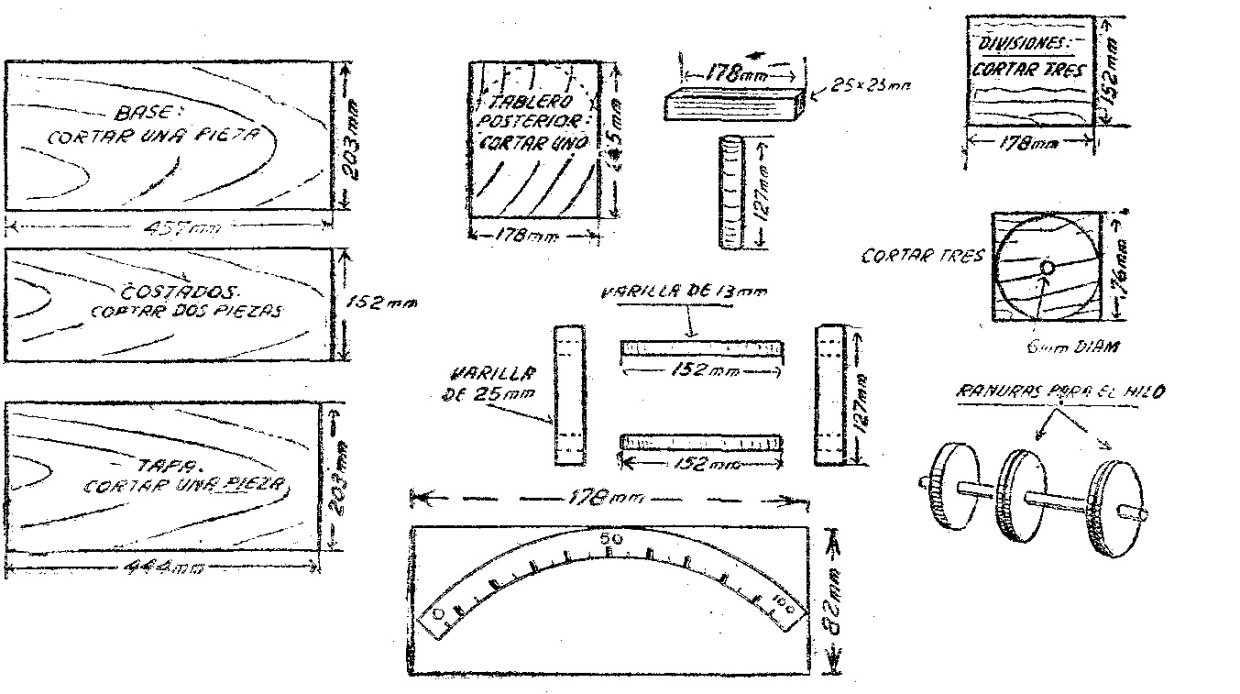 BASE:
CORTAR UNA PIEZA
203mm
457mm
COSTADOS.
CORTAR DOS PIEZAS
152mm
TAPA.
CORTAR UNA PIEZA
203mm
444mm
TABLERO
POSTERIOR:
CORTAR UNO
178mm
178mm
25x25mm
127mm
VARILLA DE 13mm
152mm
VARILLA
DE 25mm
127mm
152mm
178mm
0
50
100
82mm
DIVISIONES:
CORTAR TRES
152mm
178mm
CORTAR TRES
76mm
6mm DIAM
RANURAS PARA EL HILO